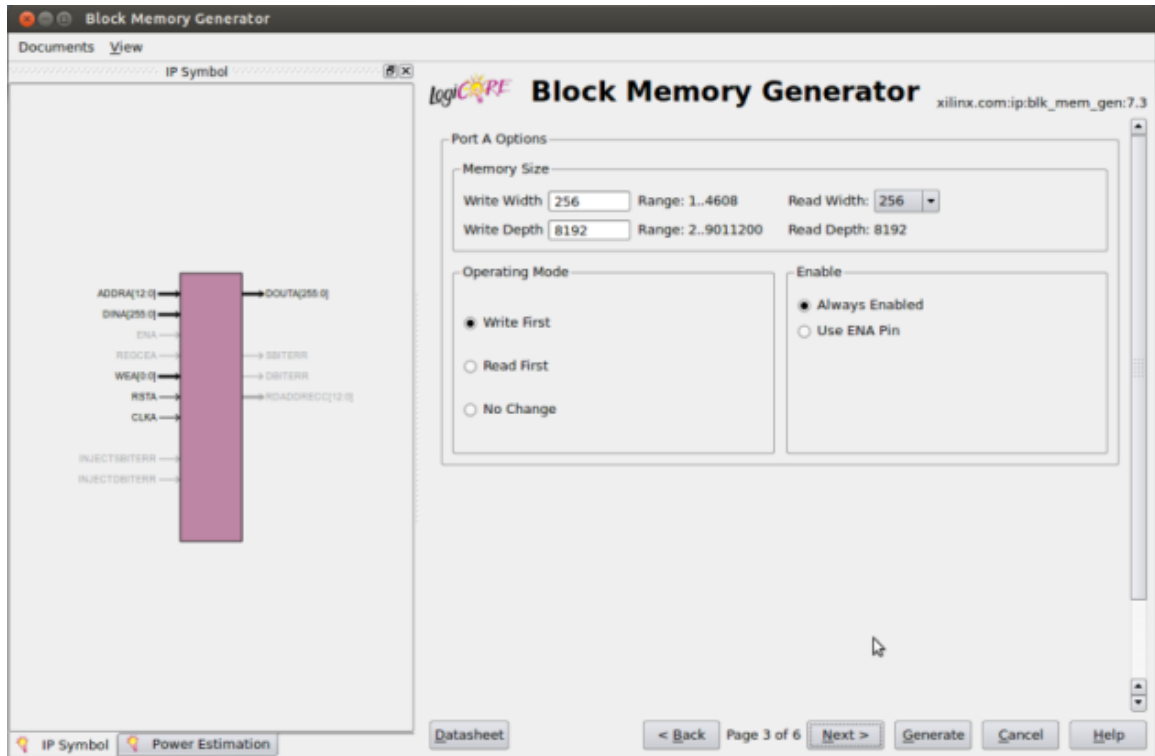 Block Memory Generator
Documents View
IP Symbol
LogiCORE Block Memory Generator xilinx.com:ip:blk_mem_gen:7.3
Port A Options
Memory Size
Write Width 256 Range: 1..4608 Read Width: 256
Write Depth 8192 Range: 2..9011200 Read Depth: 8192
Operating Mode
Enable
Write First
Read First
No Change
Always Enabled
Use ENA Pin
ADDRA[12:0] DOUTA[255:0]
DINA[255:0]
ENA
REGCEA SBITERR
WEA[0:0] DBITERR
RSTA RDADDRECC[12:0]
CLKA
INJECTSBITERR
INJECTDBITERR
Datasheet < Back Page 3 of 6 Next > Generate Cancel Help
IP Symbol Power Estimation